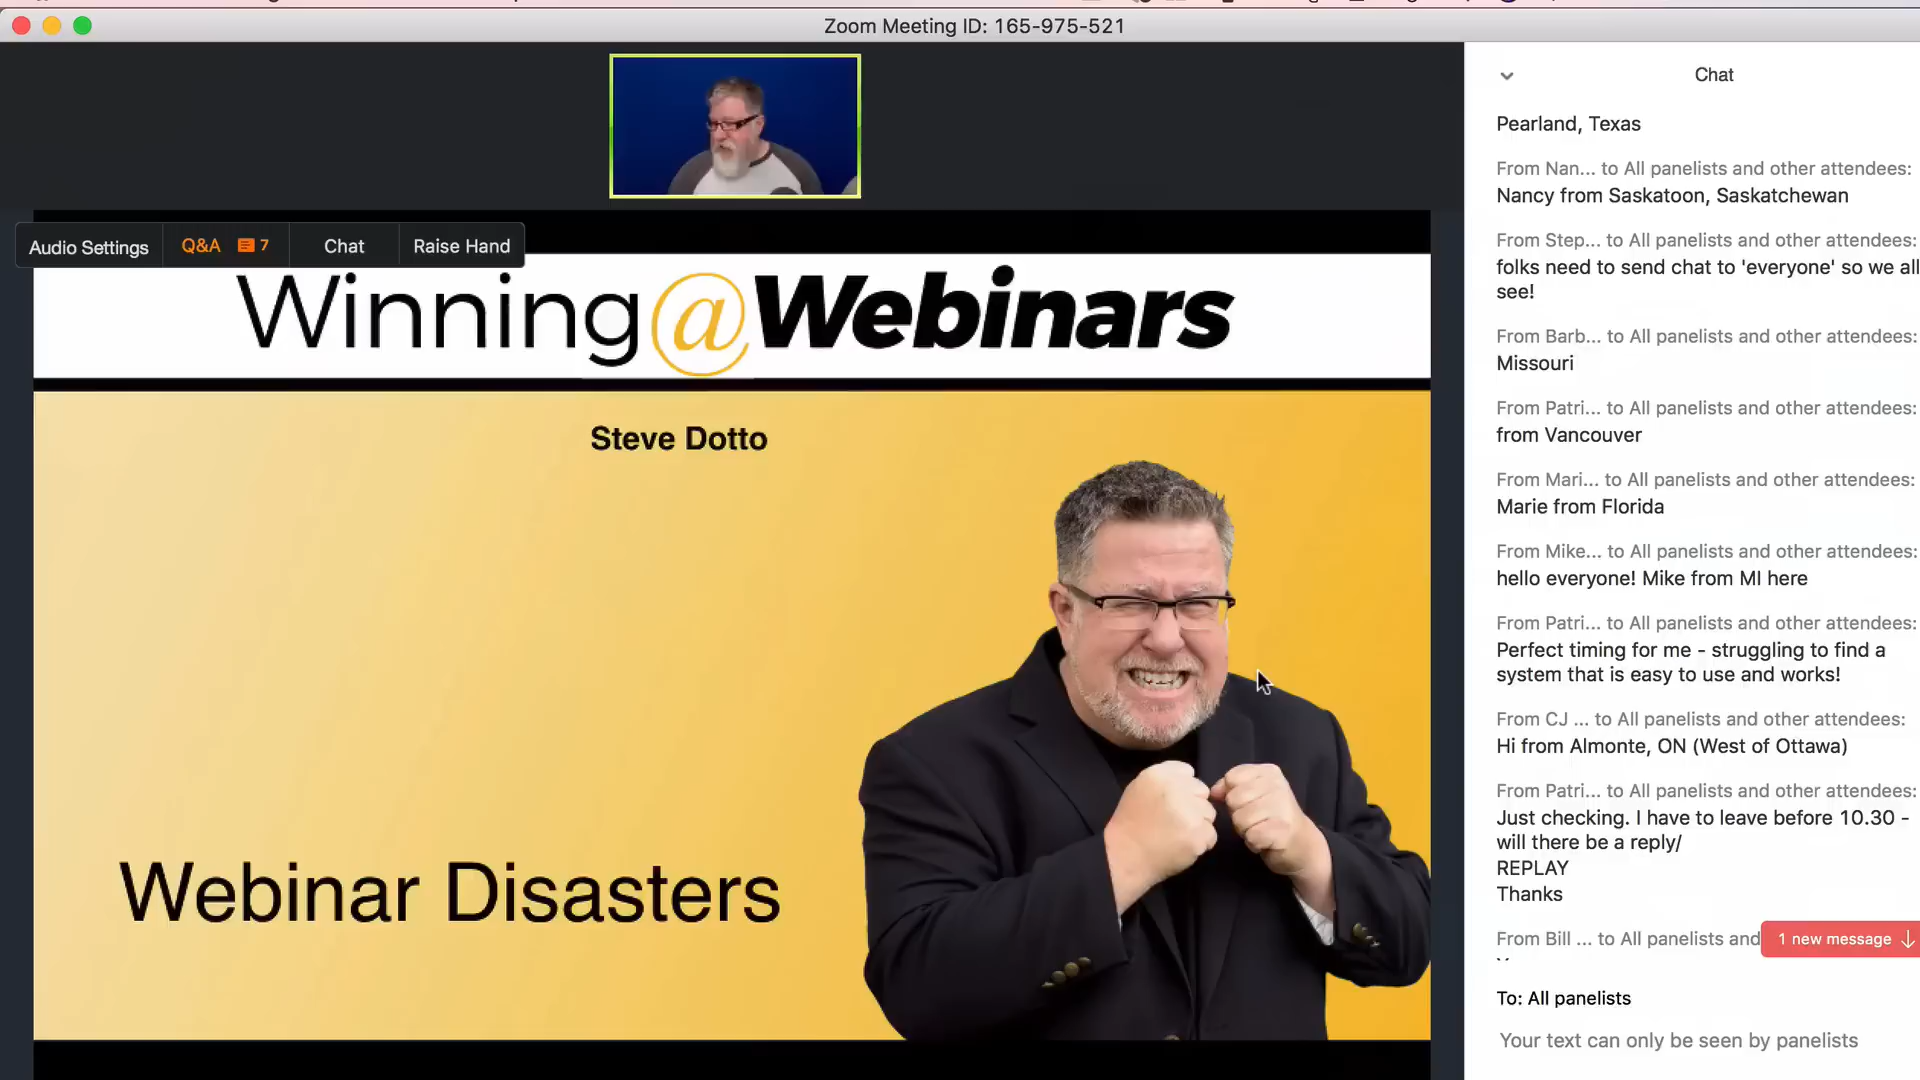 Zoom Meeting ID: 165-975-521
Audio Settings
Q&A 7
Chat
Raise Hand
Winning@Webinars
Steve Dotto
Webinar Disasters
Chat
Pearland, Texas
From Nan... to All panelists and other attendees:
Nancy from Saskatoon, Saskatchewan
From Step... to All panelists and other attendees:
folks need to send chat to 'everyone' so we all
see!
From Barb... to All panelists and other attendees:
Missouri
From Patri... to All panelists and other attendees:
from Vancouver
From Mari... to All panelists and other attendees:
Marie from Florida
From Mike... to All panelists and other attendees:
hello everyone! Mike from MI here
From Patri... to All panelists and other attendees:
Perfect timing for me - struggling to find a
system that is easy to use and works!
From CJ ... to All panelists and other attendees:
Hi from Almonte, ON (West of Ottawa)
From Patri... to All panelists and other attendees:
Just checking. I have to leave before 10.30 -
will there be a reply/
REPLAY
Thanks
From Bill ... to All panelists and
1 new message
To: All panelists
Your text can only be seen by panelists